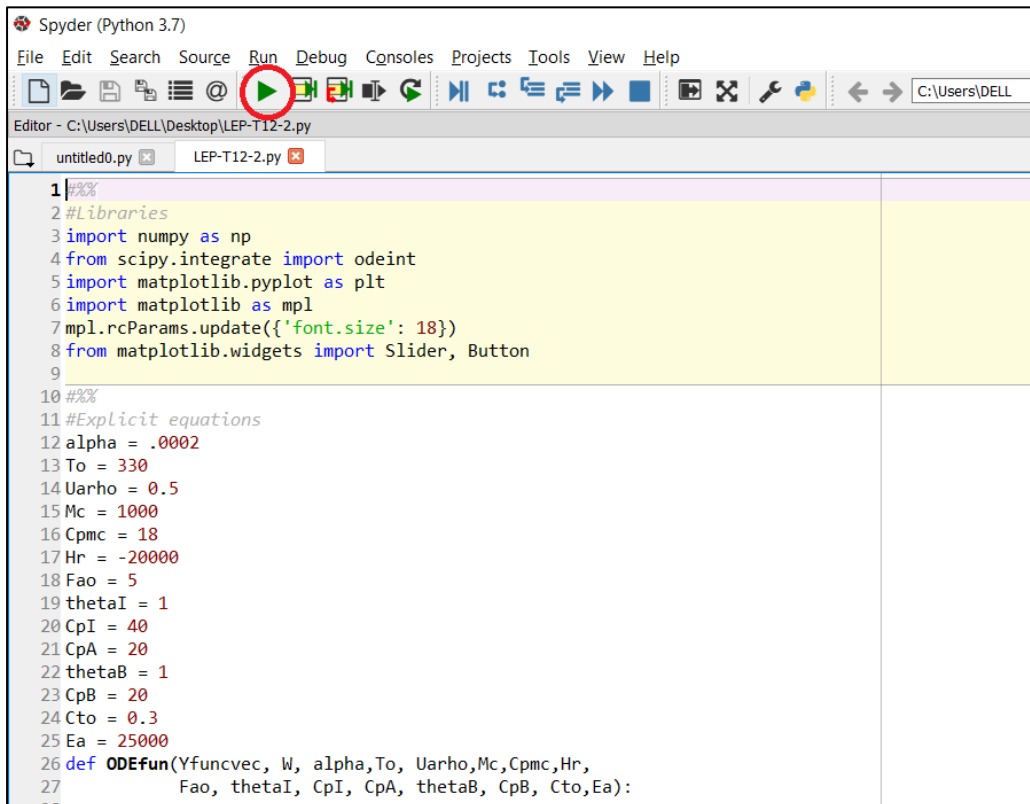 Spyder (Python 3.7)
File Edit Search Source Run Debug Consoles Projects Tools View Help
C:\Users\DELL
Editor - C:\Users\DELL\Desktop\LEP-T12-2.py
untitled0.py LEP-T12-2.py
1 #%%
2 #Libraries
3 import numpy as np
4 from scipy.integrate import odeint
5 import matplotlib.pyplot as plt
6 import matplotlib as mpl
7 mpl.rcParams.update({'font.size': 18})
8 from matplotlib.widgets import Slider, Button
9
10 #%%
11 #Explicit equations
12 alpha = .0002
13 To = 330
14 Uarho = 0.5
15 Mc = 1000
16 Cpmc = 18
17 Hr = -20000
18 Fao = 5
19 thetaI = 1
20 CpI = 40
21 CpA = 20
22 thetaB = 1
23 CpB = 20
24 Cto = 0.3
25 Ea = 25000
26 def ODEfun(Yfuncvec, W, alpha,To, Uarho,Mc,Cpmc,Hr,
27 Fao, thetaI, CpI, CpA, thetaB, CpB, Cto,Ea):